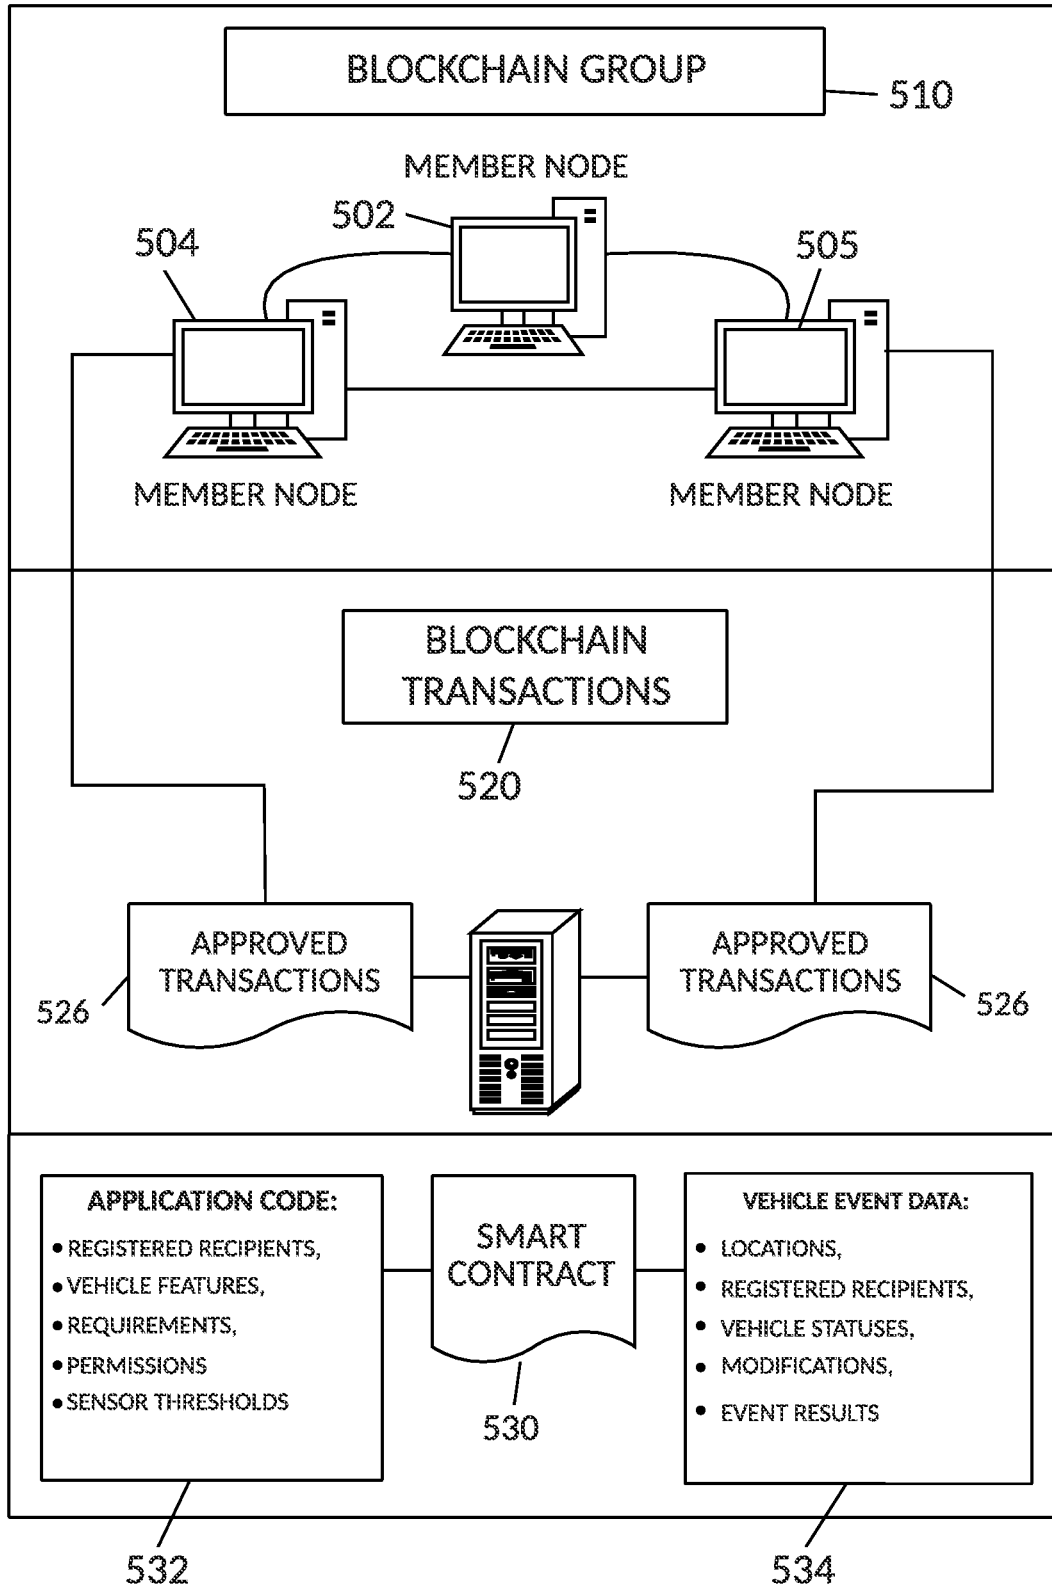 BLOCKCHAIN GROUP
510
MEMBER NODE
502
504
505
MEMBER NODE
MEMBER NODE
BLOCKCHAIN
TRANSACTIONS
520
APPROVED
TRANSACTIONS
526
APPROVED
TRANSACTIONS
526
APPLICATION CODE:
• REGISTERED RECIPIENTS,
• VEHICLE FEATURES,
• REQUIREMENTS,
• PERMISSIONS
• SENSOR THRESHOLDS
532
SMART
CONTRACT
530
VEHICLE EVENT DATA:
• LOCATIONS,
• REGISTERED RECIPIENTS,
• VEHICLE STATUSES,
• MODIFICATIONS,
• EVENT RESULTS
534